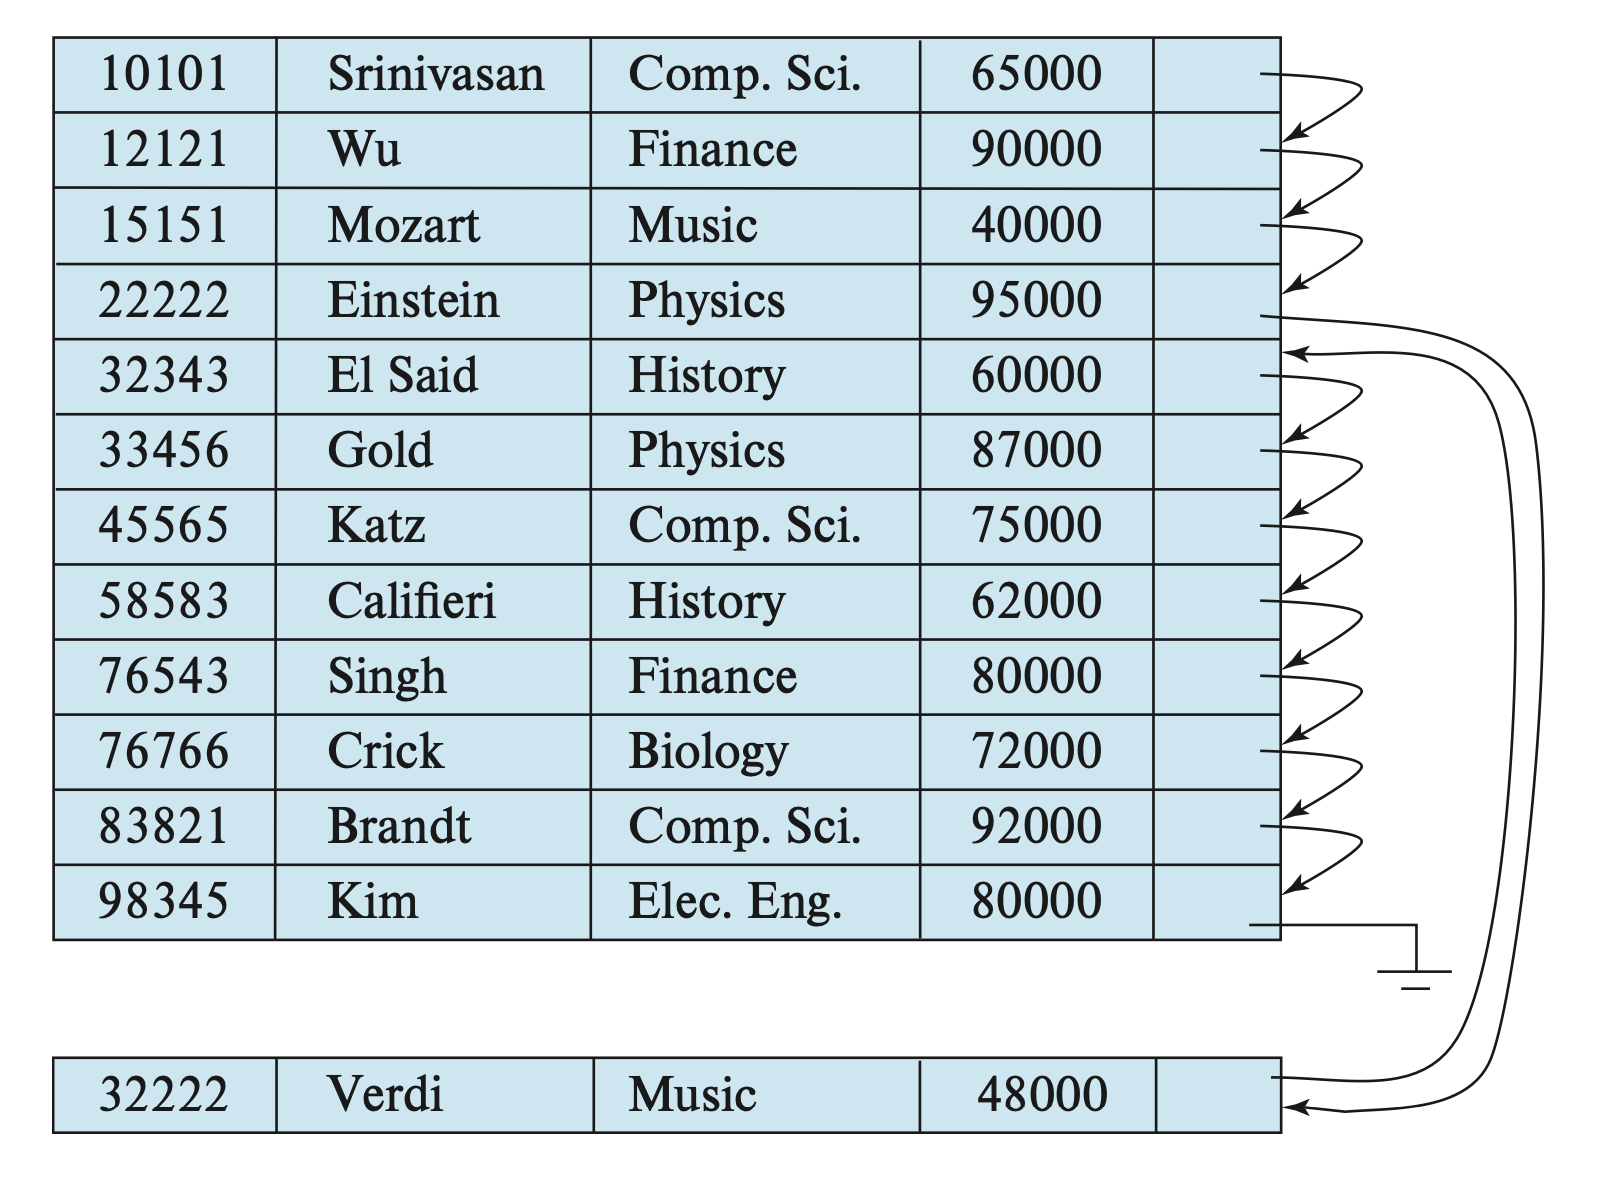 10101 Srinivasan Comp. Sci. 65000
12121 Wu Finance 90000
15151 Mozart Music 40000
22222 Einstein Physics 95000
32343 El Said History 60000
33456 Gold Physics 87000
45565 Katz Comp. Sci. 75000
58583 Califieri History 62000
76543 Singh Finance 80000
76766 Crick Biology 72000
83821 Brandt Comp. Sci. 92000
98345 Kim Elec. Eng. 80000
32222 Verdi Music 48000